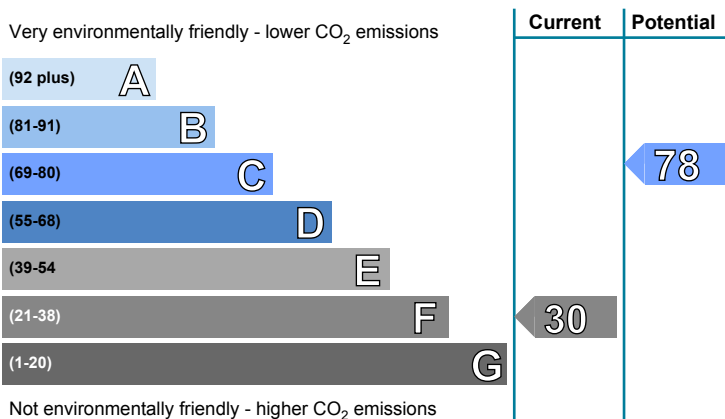 Current Potential
Very environmentally friendly - lower CO2 emissions
(92 plus) A
(81-91) B
(69-80) C
78
(55-68) D
(39-54 E
(21-38) F
30
(1-20) G
Not environmentally friendly - higher CO2 emissions